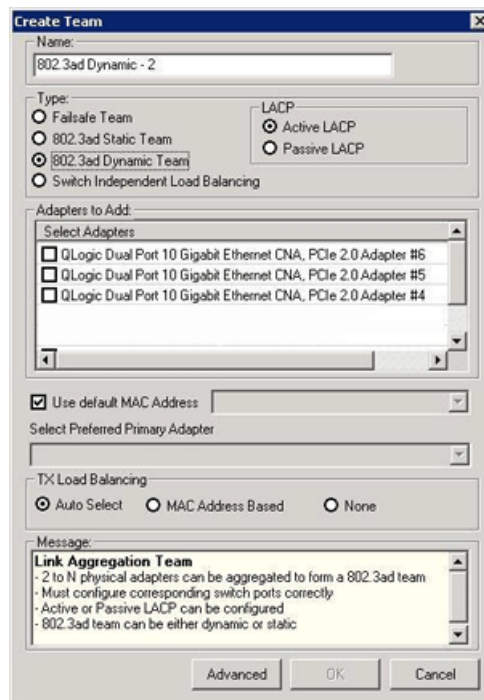 Create Team
Name:
802.3ad Dynamic - 2
Type:
Failsafe Team
802.3ad Static Team
802.3ad Dynamic Team
Switch Independent Load Balancing
LACP
Active LACP
Passive LACP
Adapters to Add:
Select Adapters
QLogic Dual Port 10 Gigabit Ethernet CNA, PCIe 2.0 Adapter #6
QLogic Dual Port 10 Gigabit Ethernet CNA, PCIe 2.0 Adapter #5
QLogic Dual Port 10 Gigabit Ethernet CNA, PCIe 2.0 Adapter #4
Use default MAC Address
Select Preferred Primary Adapter
TX Load Balancing
Auto Select
MAC Address Based
None
Message:
Link Aggregation Team
- 2 to N physical adapters can be aggregated to form a 802.3ad team
- Must configure corresponding switch ports correctly
- Active or Passive LACP can be configured
- 802.3ad team can be either dynamic or static
Advanced
OK
Cancel